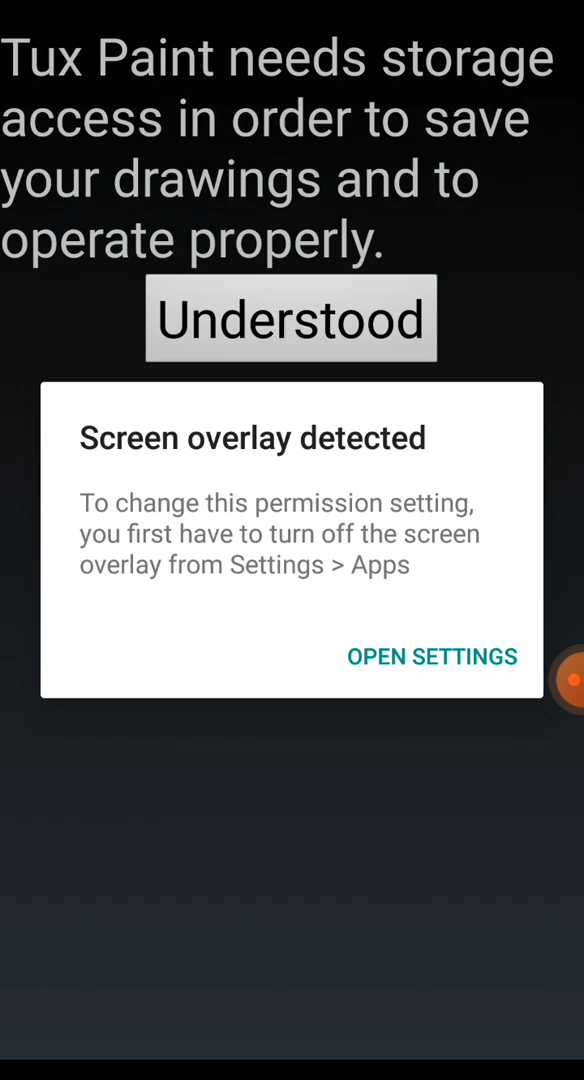 Tux Paint needs storage
access in order to save
your drawings and to
operate properly.
Understood
Screen overlay detected
To change this permission setting,
you first have to turn off the screen
overlay from Settings > Apps
OPEN SETTINGS